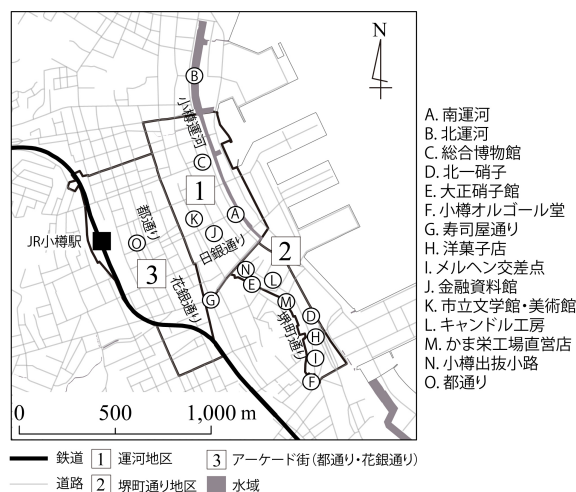 N
B
小樽運河
C
1
A
K
J
都通り
O
日銀通り
2
JR小樽駅
3
花銀通り
N
L
E
G
M
堺町通り
D
H
I
F
0 500 1,000 m
A. 南運河
B. 北運河
C. 総合博物館
D. 北一硝子
E. 大正硝子館
F. 小樽オルゴール堂
G. 寿司屋通り
H. 洋菓子店
I. メルヘン交差点
J. 金融資料館
K. 市立文学館・美術館
L. キャンドル工房
M. かま栄工場直営店
N. 小樽出抜小路
O. 都通り
鉄道 1 運河地区 3 アーケード街(都通り・花銀通り)
道路 2 堺町通り地区 水域